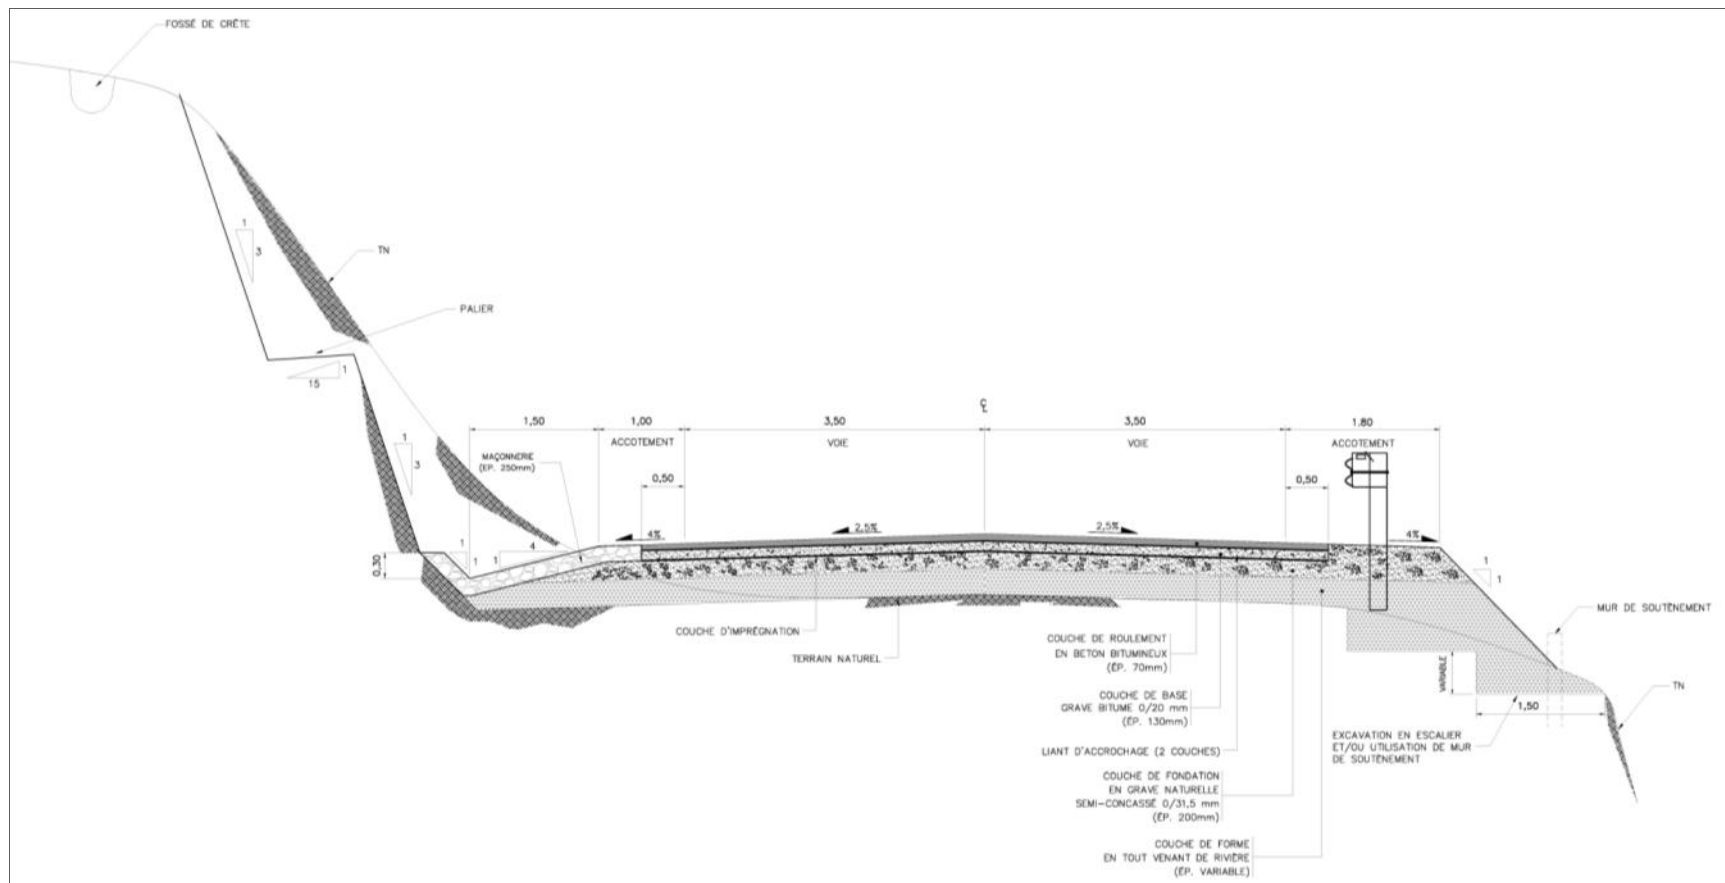 FOSSÉ DE CRÊTE
1
3
TN
PALIER
1
15
1,50
1,00
3,50
3,50
1,80
ACCOTEMENT
VOIE
VOIE
ACCOTEMENT
1
3
MAÇONNERIE
(EP. 250mm)
0,50
0,50
4%
2,5%
2,5%
4%
0,30
1
1
1
4
1
1
MUR DE SOUTÈNEMENT
COUCHE D'IMPRÉGNATION
TERRAIN NATUREL
COUCHE DE ROULEMENT
EN BETON BITUMINEUX
(ÉP. 70mm)
VARIABLE
TN
COUCHE DE BASE
GRAVE BITUME 0/20 mm
(ÉP. 130mm)
1,50
EXCAVATION EN ESCALIER
ET/OU UTILISATION DE MUR
DE SOUTÈNEMENT
LIANT D'ACCROCHAGE (2 COUCHES)
COUCHE DE FONDATION
EN GRAVE NATURELLE
SEMI-CONCASSÉ 0/31,5 mm
(ÉP. 200mm)
COUCHE DE FORME
EN TOUT VENANT DE RIVIÈRE
(ÉP. VARIABLE)